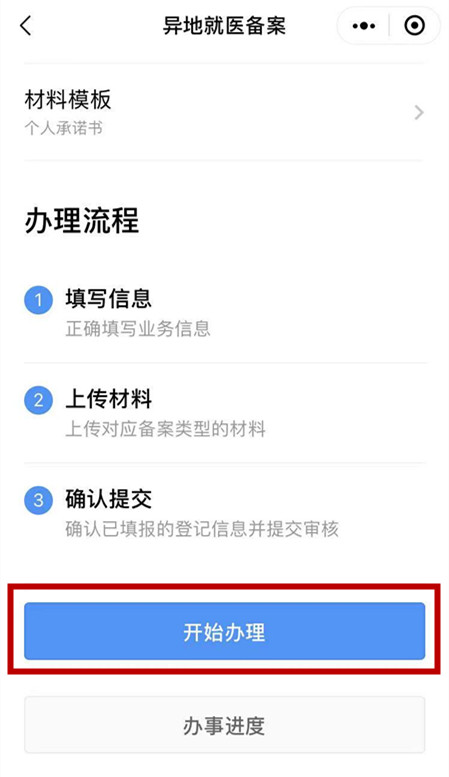 异地就医备案
材料模板
个人承诺书
办理流程
1 填写信息
正确填写业务信息
2 上传材料
上传对应备案类型的材料
3 确认提交
确认已填报的登记信息并提交审核
开始办理
办事进度